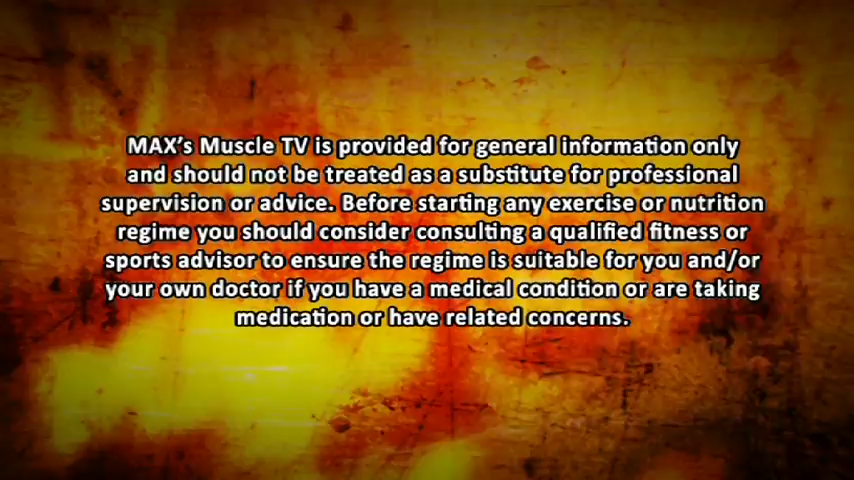 MAX's Muscle TV is provided for general information only
and should not be treated as a substitute for professional
supervision or advice. Before starting any exercise or nutrition
regime you should consider consulting a qualified fitness or
sports advisor to ensure the regime is suitable for you and/or
your own doctor if you have a medical condition or are taking
medication or have related concerns.